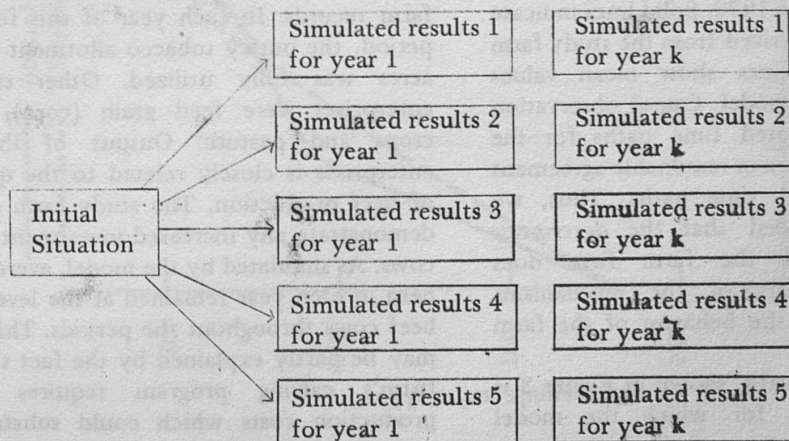 Initial
Situation
Simulated results 1
for year 1
Simulated results 2
for year 1
Simulated results 3
for year 1
Simulated results 4
for year 1
Simulated results 5
for year 1
Simulated results 1
for year k
Simulated results 2
for year k
Simulated results 3
for year k
Simulated results 4
for year k
Simulated results 5
for year k